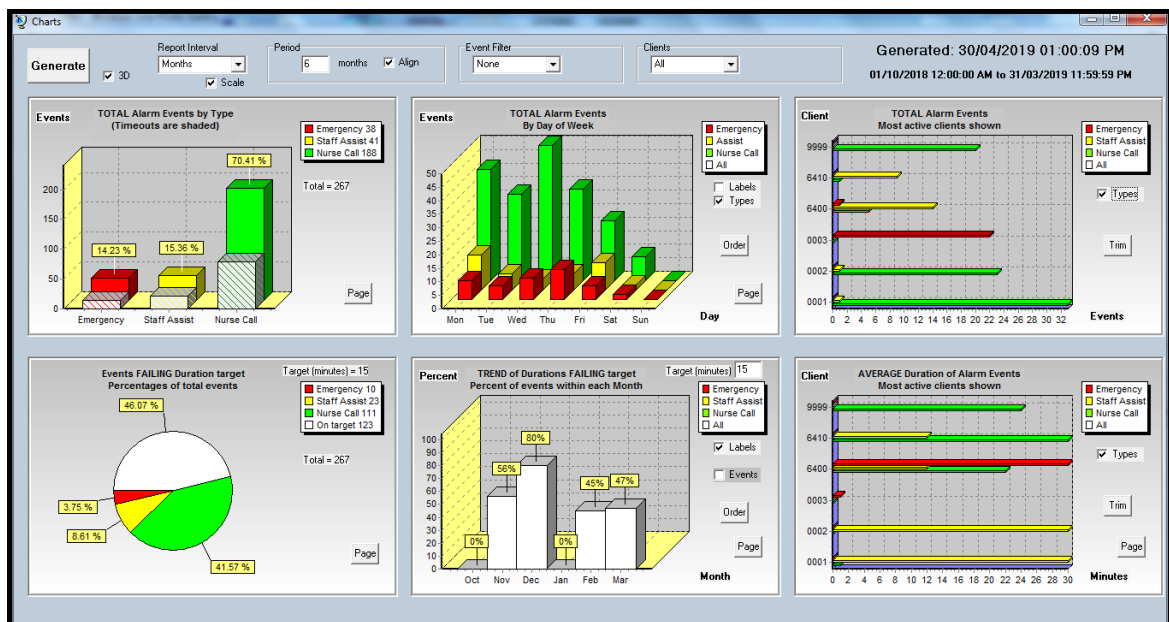 Charts
Generate
3D
Report Interval
Months
Scale
Period
6 months Align
Event Filter
None
Clients
All
Generated: 30/04/2019 01:00:09 PM
01/10/2018 12:00:00 AM to 31/03/2019 11:59:59 PM
Events
TOTAL Alarm Events by Type
(Timeouts are shaded)
Emergency 38
Staff Assist 41
Nurse Call 188
Total = 267
70.41 %
14.23 %
15.36 %
200
150
100
50
0
Emergency Staff Assist Nurse Call
Page
Events
TOTAL Alarm Events
By Day of Week
Emergency
Assist
Nurse Call
All
Labels
Types
Order
Page
50
45
40
35
30
25
20
15
10
5
0
Mon Tue Wed Thu Fri Sat Sun
Day
Client
TOTAL Alarm Events
Most active clients shown
Emergency
Staff Assist
Nurse Call
All
Types
Trim
9999
6410
6400
0003
0002
0001
0 2 4 6 8 10 12 14 16 18 20 22 24 26 28 30 32
Events
Events FAILING Duration target
Percentages of total events
Target (minutes) = 15
Emergency 10
Staff Assist 23
Nurse Call 111
On target 123
Total = 267
46.07 %
3.75 %
8.61 %
41.57 %
Page
Percent
TREND of Durations FAILING target
Percent of events within each Month
Target (minutes) 15
Emergency
Staff Assist
Nurse Call
All
Labels
Events
Order
Page
100
90
80
70
60
50
40
30
20
10
0
0% 56% 80% 0% 45% 47%
Oct Nov Dec Jan Feb Mar
Month
Client
AVERAGE Duration of Alarm Events
Most active clients shown
Emergency
Staff Assist
Nurse Call
All
Types
Trim
Page
9999
6410
6400
0003
0002
0001
0 2 4 6 8 10 12 14 16 18 20 22 24 26 28 30
Minutes